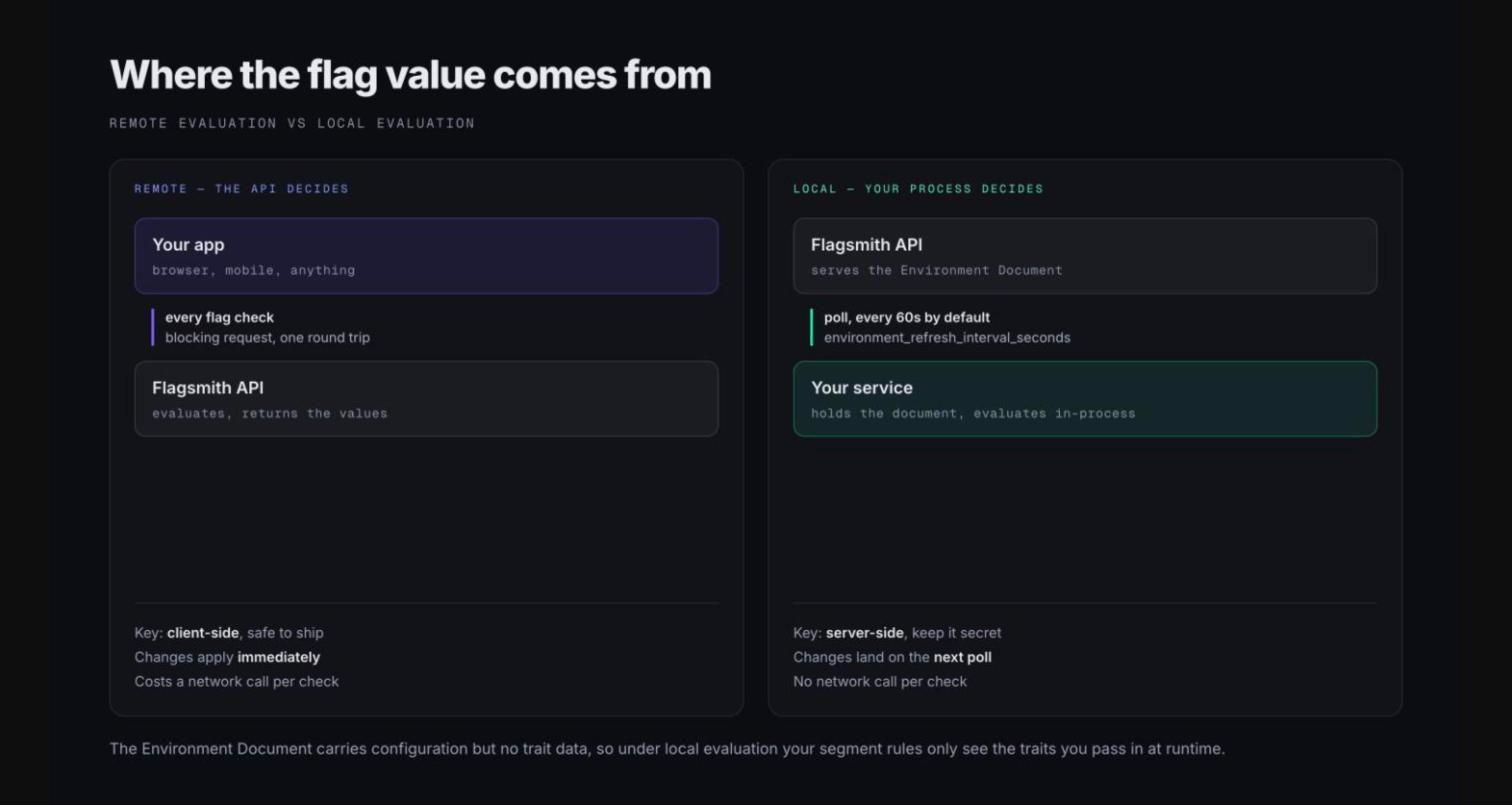 Where the flag value comes from
REMOTE EVALUATION VS LOCAL EVALUATION
REMOTE – THE API DECIDES
Your app
browser, mobile, anything
every flag check
blocking request, one round trip
Flagsmith API
evaluates, returns the values
Key: client-side, safe to ship
Changes apply immediately
Costs a network call per check
LOCAL – YOUR PROCESS DECIDES
Flagsmith API
serves the Environment Document
poll, every 60s by default
environment_refresh_interval_seconds
Your service
holds the document, evaluates in-process
Key: server-side, keep it secret
Changes land on the next poll
No network call per check
The Environment Document carries configuration but no trait data, so under local evaluation your segment rules only see the traits you pass in at runtime.